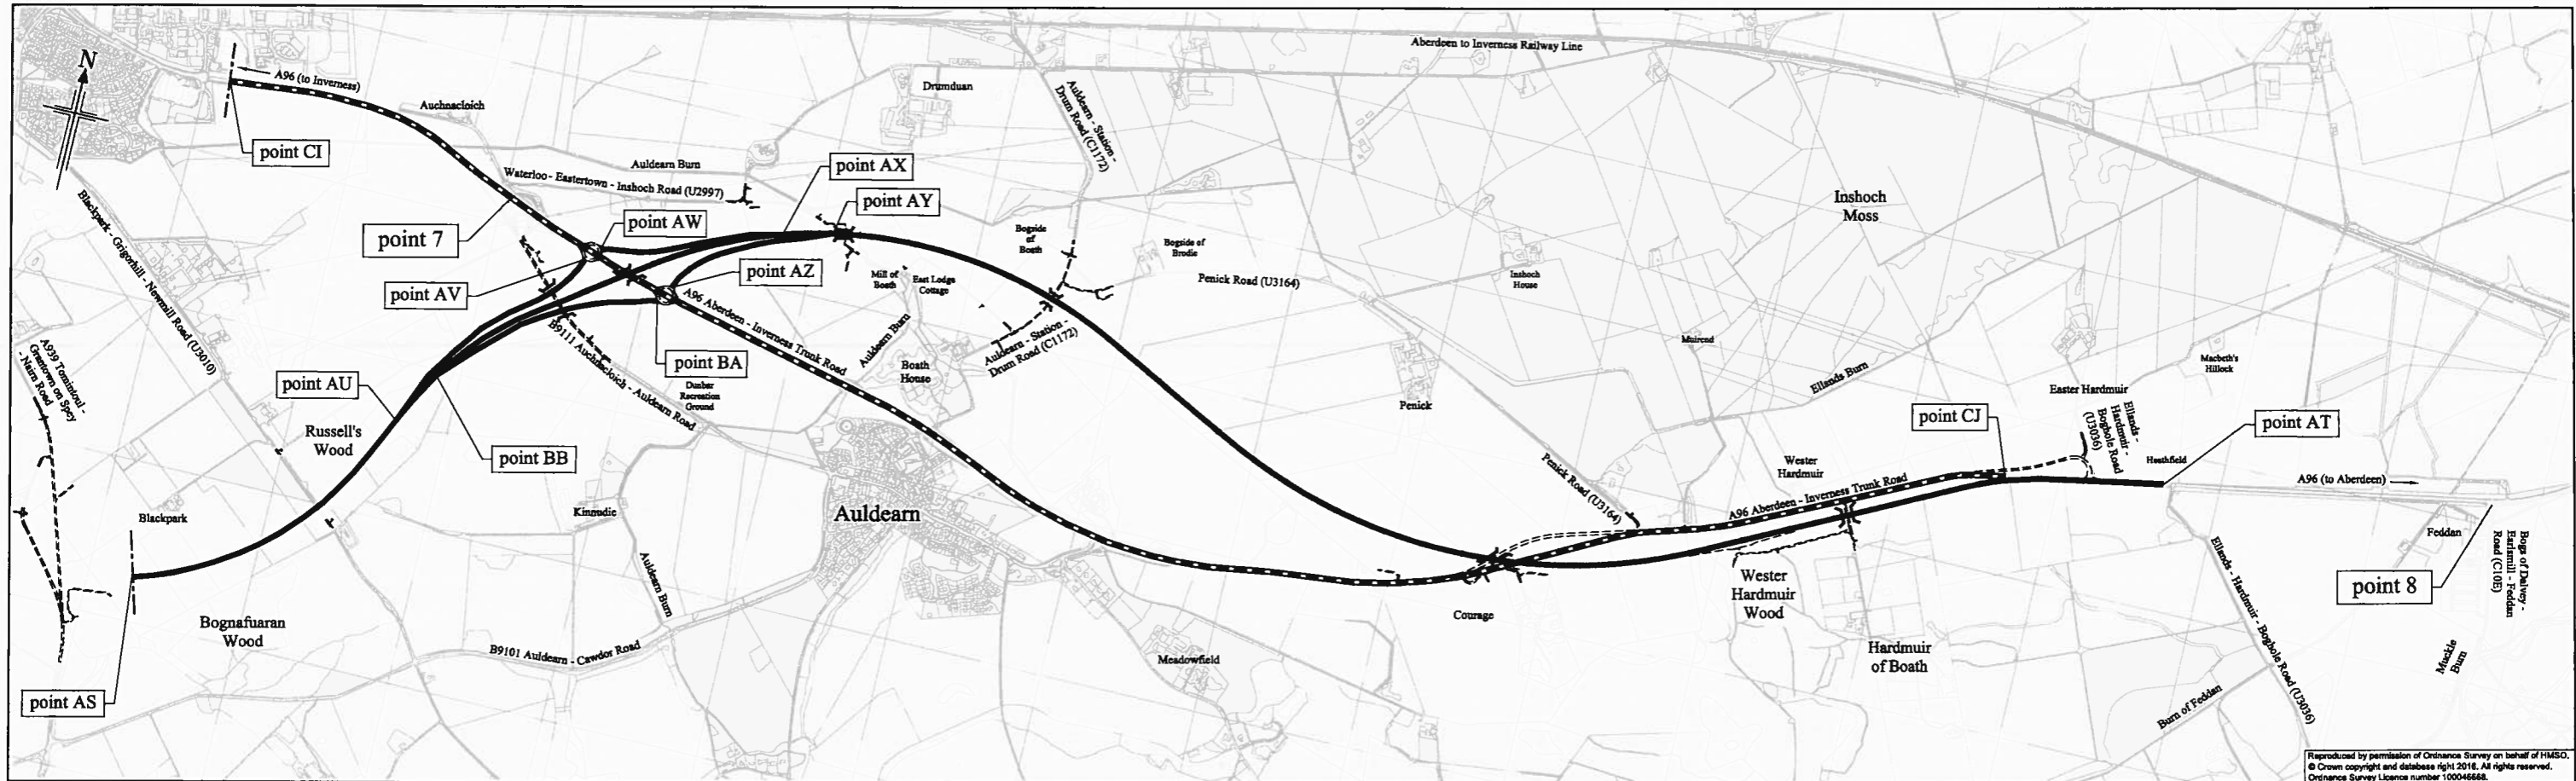 N
A96 (to Inverness)
point CI
Auchnacloich
Drumduan
Auldearn - Station -
Drum Road (C1172)
Aberdeen to Inverness Railway Line
Auldearn Burn
Waterloo - Eastertown - Inshoch Road (U2997)
point AX
point AY
point AW
point 7
point AZ
point AV
Blackpark - Grigorhill - Newmill Road (U3010)
Bogside
of
Boath
Bogside of
Brodie
Penick Road (U3164)
Inshoch
Moss
Inshoch
House
Mill of
Boath
East Lodge
Cottage
A96 Aberdeen - Inverness Trunk Road
B9111 Auchnacloich - Auldearn Road
Auldearn Burn
Auldearn - Station -
Drum Road (C1172)
Boath
House
point BA
Dunbar
Recreation
Ground
A939 Tomintoul -
Grantown on Spey
- Nairn Road
point AU
Russell's
Wood
point BB
Muirend
Penick
Ellands Burn
Macbeth's
Hillock
Easter Hardmuir
Ellands -
Hardmuir -
Boghole Road
(U3036)
point CJ
point AT
Heathfield
Wester
Hardmuir
Penick Road (U3164)
A96 Aberdeen - Inverness Trunk Road
A96 (to Aberdeen)
Blackpark
Kinnudie
Auldearn
Auldearn Burn
Feddan
Bogs of Dalvey -
Earlsmill - Feddan
Road (C10E)
point 8
Ellands - Hardmuir - Boghole Road (U3036)
Wester
Hardmuir
Wood
Courage
Bognafuaran
Wood
B9101 Auldearn - Cawdor Road
Meadowfield
Hardmuir
of Boath
Muckle
Burn
Burn of Feddan
point AS
Reproduced by permission of Ordnance Survey on behalf of HMSO.
© Crown copyright and database right 2016. All rights reserved.
Ordnance Survey Licence number 100046668.